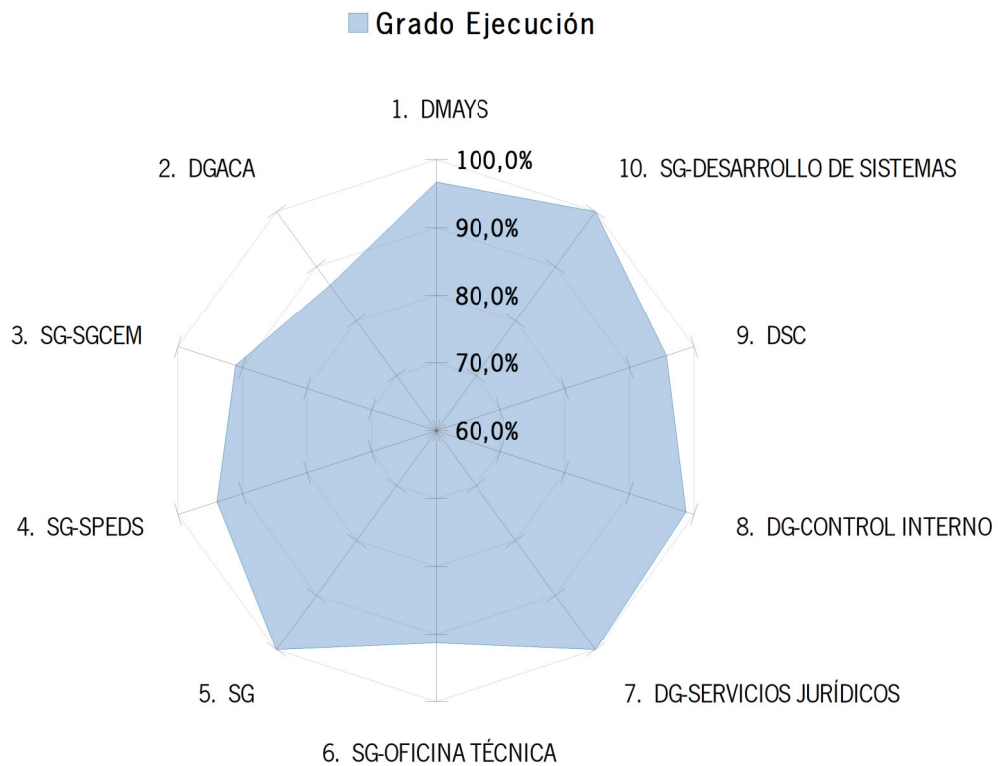 Grado Ejecución
1. DMAYS
2. DGACA
100,0%
10. SG-DESARROLLO DE SISTEMAS
90,0%
80,0%
3. SG-SGCEM
9. DSC
70,0%
60,0%
4. SG-SPEDS
8. DG-CONTROL INTERNO
5. SG
7. DG-SERVICIOS JURÍDICOS
6. SG-OFICINA TÉCNICA